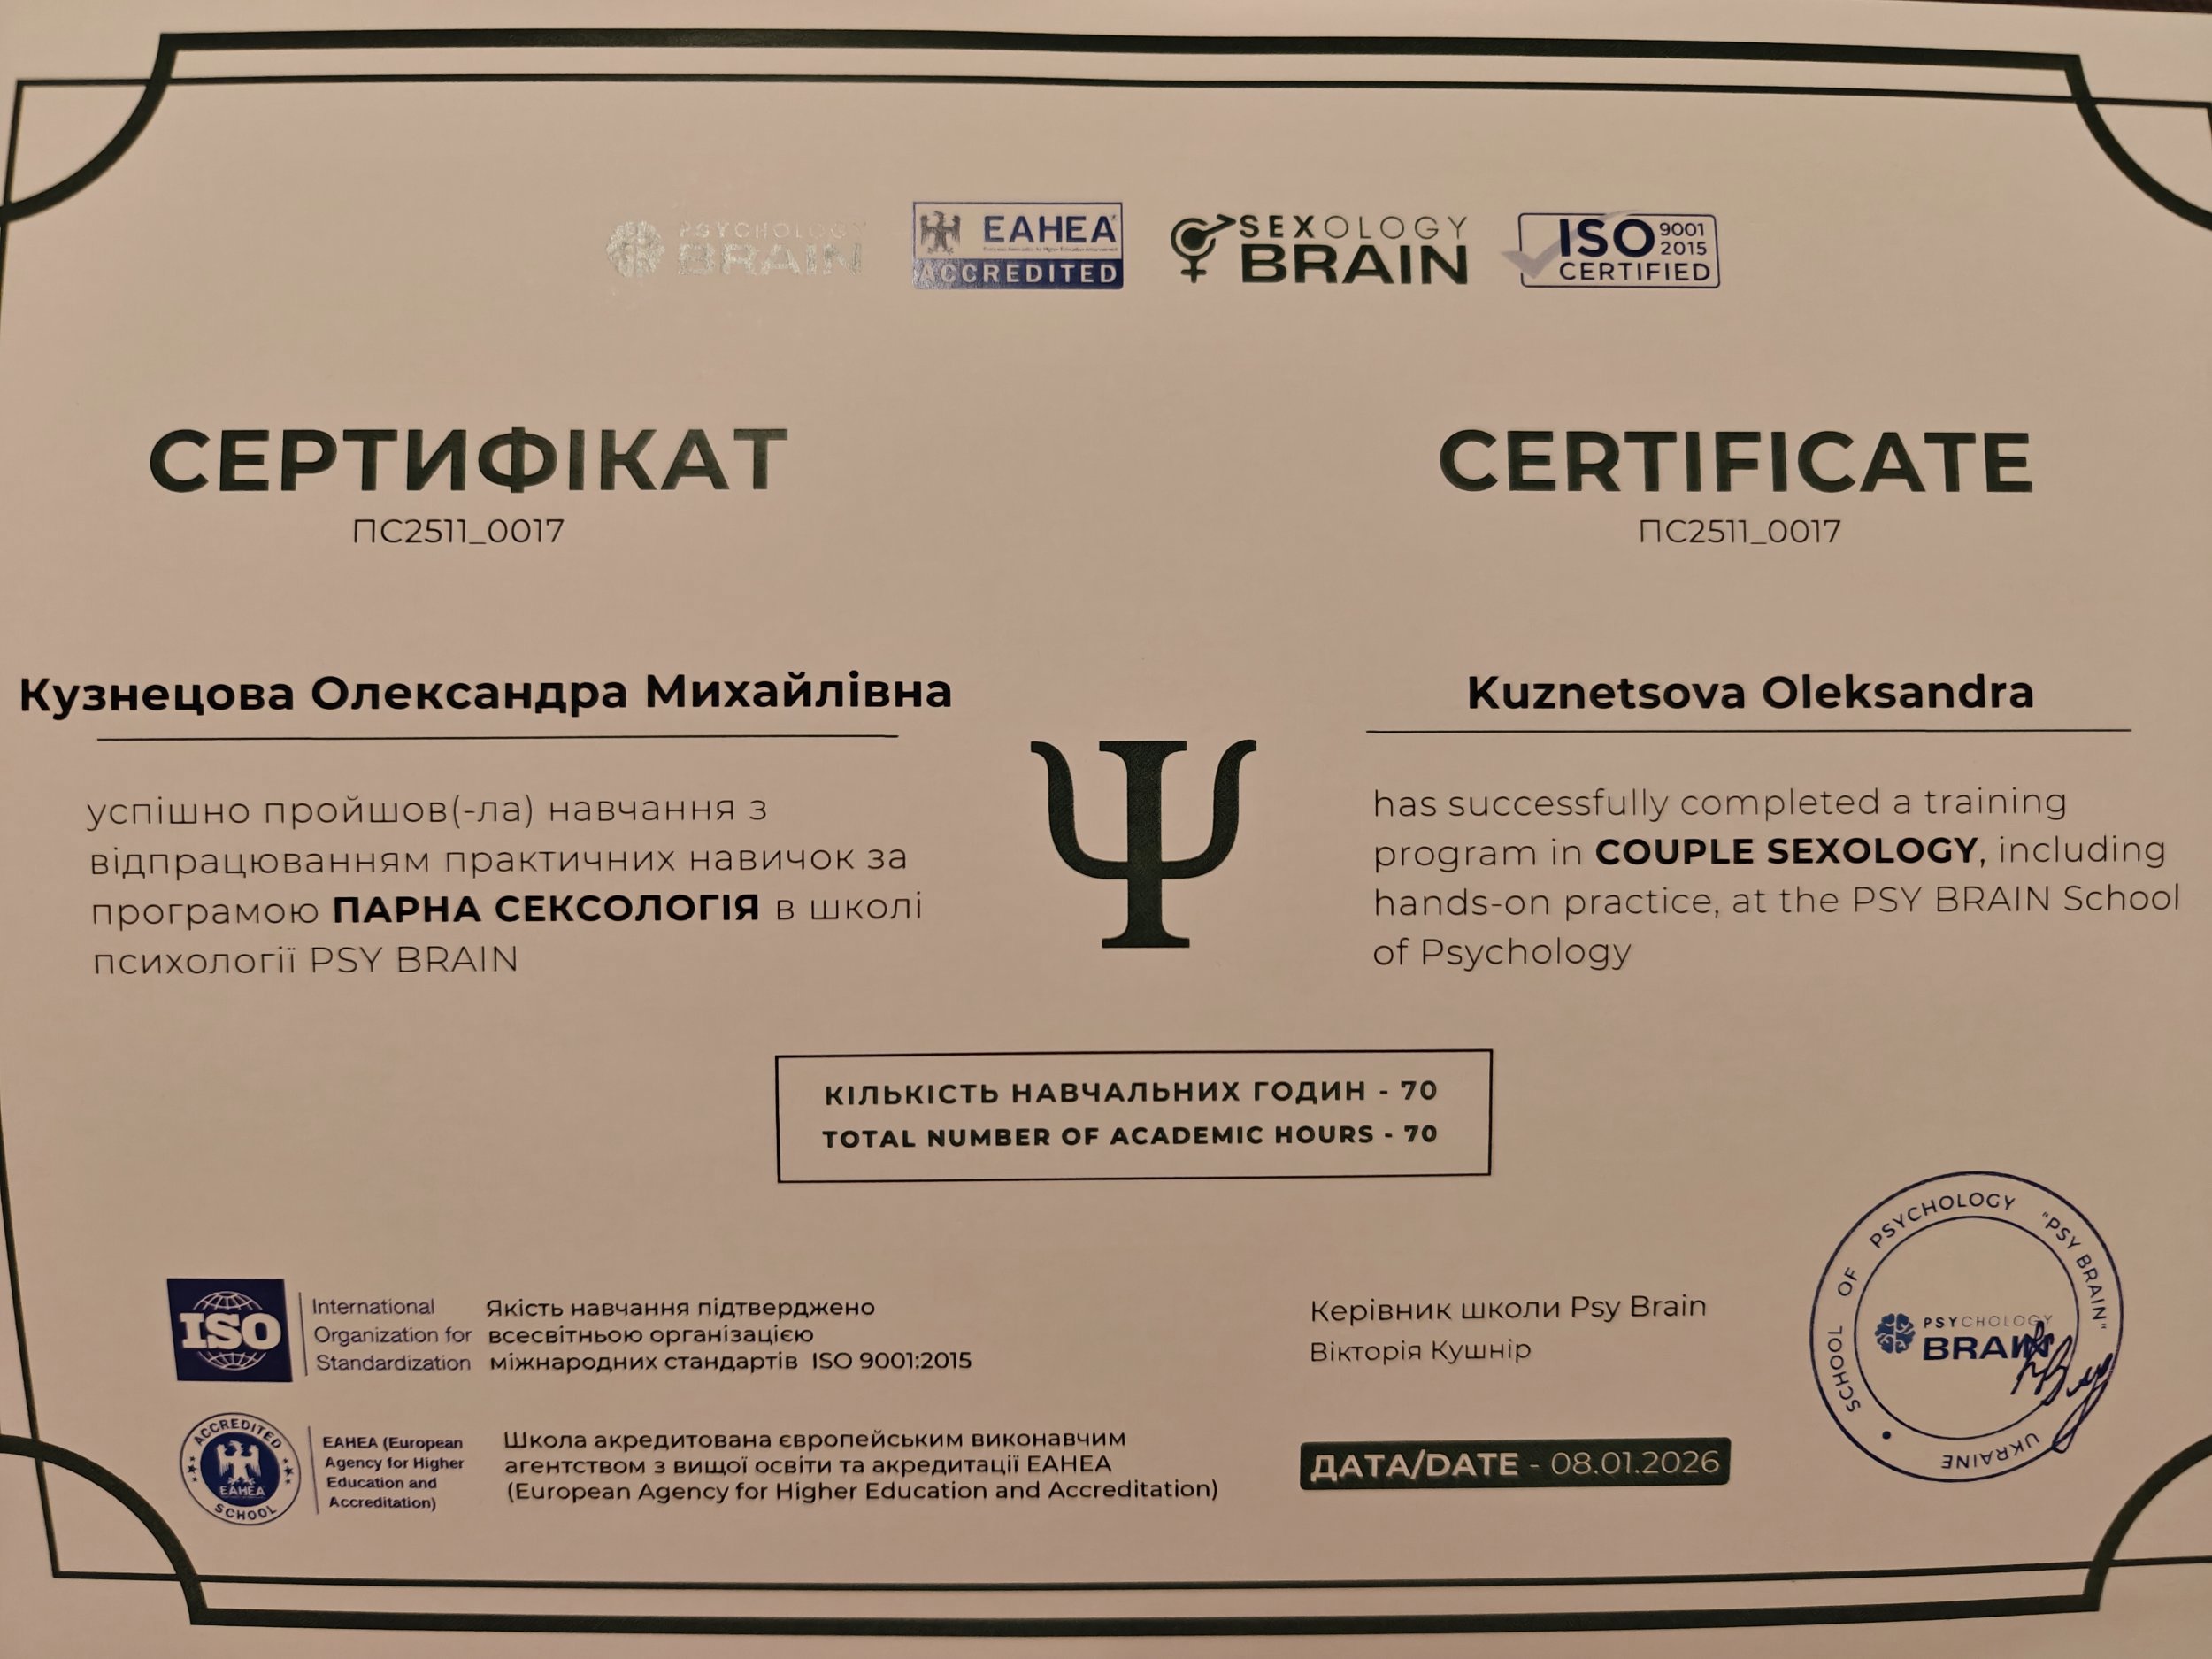 PSYCHOLOGY
BRAIN
EAHEA
ACCREDITED
SEXOLOGY
BRAIN
ISO 9001 2015
CERTIFIED
СЕРТИФІКАТ
ПС2511_0017
Кузнецова Олександра Михайлівна
успішно пройшов(-ла) навчання з
відпрацюванням практичних навичок за
програмою ПАРНА СЕКСОЛОГІЯ в школі
психології PSY BRAIN
CERTIFICATE
ПС2511_0017
Kuznetsova Oleksandra
has successfully completed a training
program in COUPLE SEXOLOGY, including
hands-on practice, at the PSY BRAIN School
of Psychology
Ψ
КІЛЬКІСТЬ НАВЧАЛЬНИХ ГОДИН - 70
TOTAL NUMBER OF ACADEMIC HOURS - 70
ISO
International
Organization for
Standardization
Якість навчання підтверджено
всесвітньою організацією
міжнародних стандартів ISO 9001:2015
ACCREDITED
EAHEA
SCHOOL
EAHEA (European
Agency for Higher
Education and
Accreditation)
Школа акредитована європейським виконавчим
агентством з вищої освіти та акредитації EAHEA
(European Agency for Higher Education and Accreditation)
Керівник школи Psy Brain
Вікторія Кушнір
ДАТА/DATE - 08.01.2026
SCHOOL OF PSYCHOLOGY "PSY BRAIN"
UKRAINE
PSYCHOLOGY
BRAIN